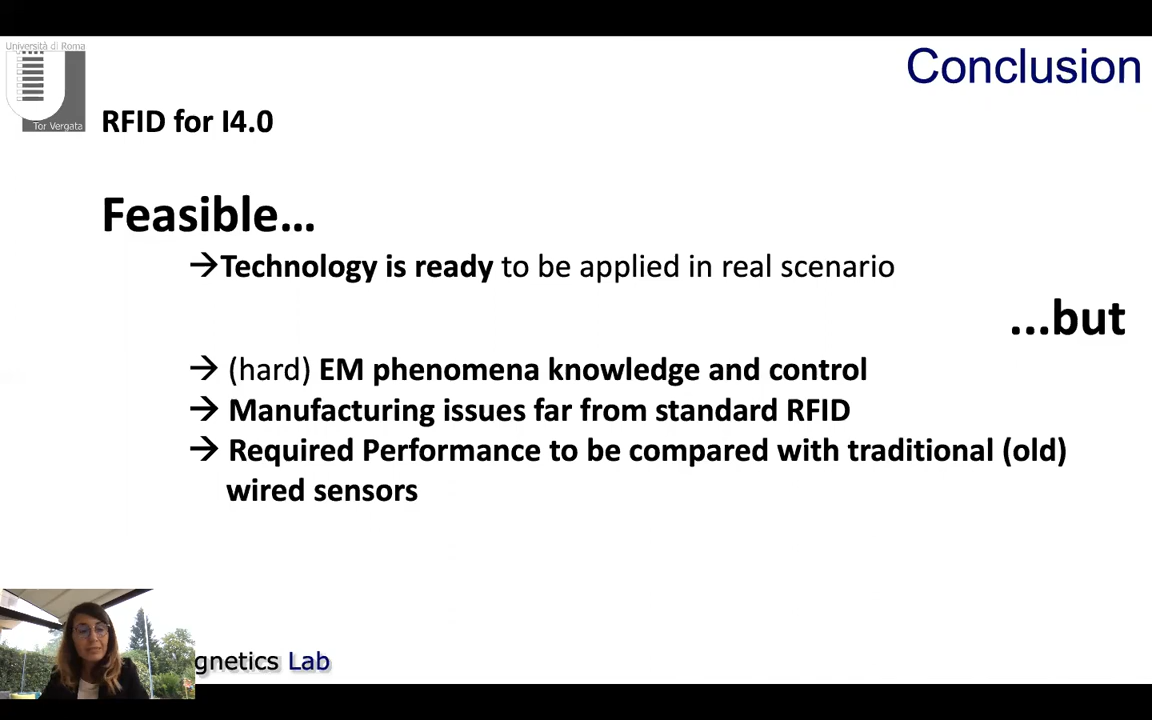 Università di Roma
Conclusion
Tor Vergata
RFID for I4.0
Feasible...
→Technology is ready to be applied in real scenario
...but
→ (hard) EM phenomena knowledge and control
→ Manufacturing issues far from standard RFID
→ Required Performance to be compared with traditional (old)
wired sensors
gnetics Lab